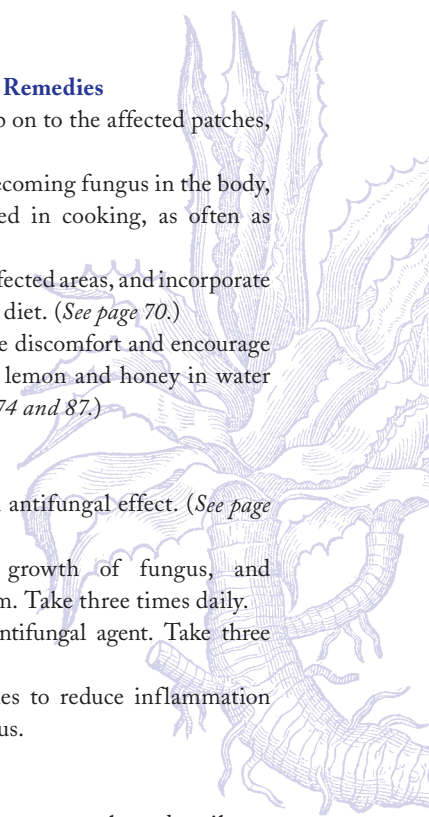 Remedies
on to the affected patches,
ecoming fungus in the body,
ed in cooking, as often as
fected areas, and incorporate
diet. (See page 70.)
e discomfort and encourage
lemon and honey in water
74 and 87.)
antifungal effect. (See page
growth of fungus, and
m. Take three times daily.
ntifungal agent. Take three
es to reduce inflammation
us.